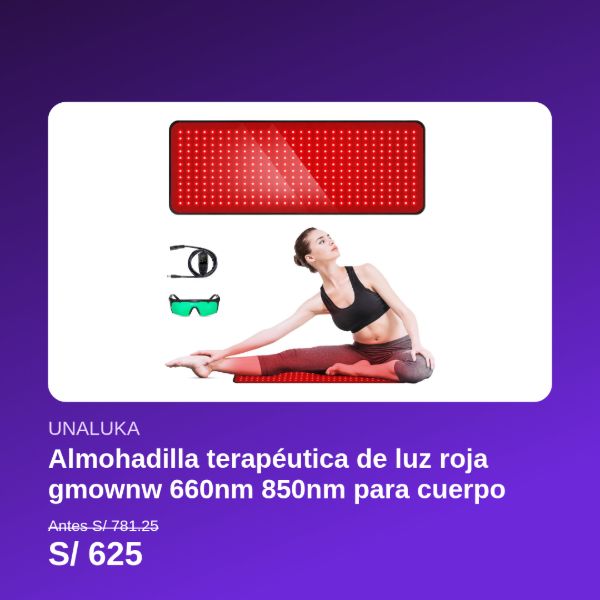 UNALUKA
Almohadilla terapéutica de luz roja
gmownw 660nm 850nm para cuerpo
Antes S/ 781.25
S/ 625